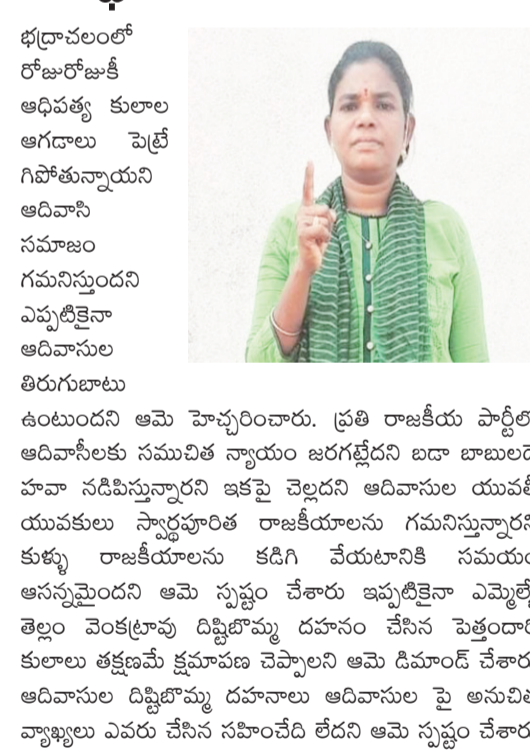 భద్రాచలంలో
రోజురోజుకీ
ఆధిపత్య కులాల
ఆగడాలు పెట్రే
గిపోతున్నాయని
ఆదివాసి
సమాజం
గమనిస్తుందని
ఎప్పటికైనా
ఆదివాసుల
తిరుగుబాటు
ఉంటుందని ఆమె హెచ్చరించారు. ప్రతి రాజకీయ పార్టీలో
ఆదివాసీలకు సముచిత న్యాయం జరగట్లేదని బడా బాబులదే
హవా నడిపిస్తున్నారని ఇకపై చెల్లదని ఆదివాసుల యువతీ
యువకులు స్వార్థపూరిత రాజకీయాలను గమనిస్తున్నారని
కుళ్ళు రాజకీయాలను కడిగి వేయటానికి సమయం
ఆసన్నమైందని ఆమె స్పష్టం చేశారు ఇప్పటికైనా ఎమ్మెల్యే
తెల్లం వెంకట్రావు దిష్టిబొమ్మ దహనం చేసిన పెత్తందారి
కులాలు తక్షణమే క్షమాపణ చెప్పాలని ఆమె డిమాండ్ చేశారు
ఆదివాసుల దిష్టిబొమ్మ దహనాలు ఆదివాసుల పై అనుచిత
వ్యాఖ్యలు ఎవరు చేసిన సహించేది లేదని ఆమె స్పష్టం చేశారు